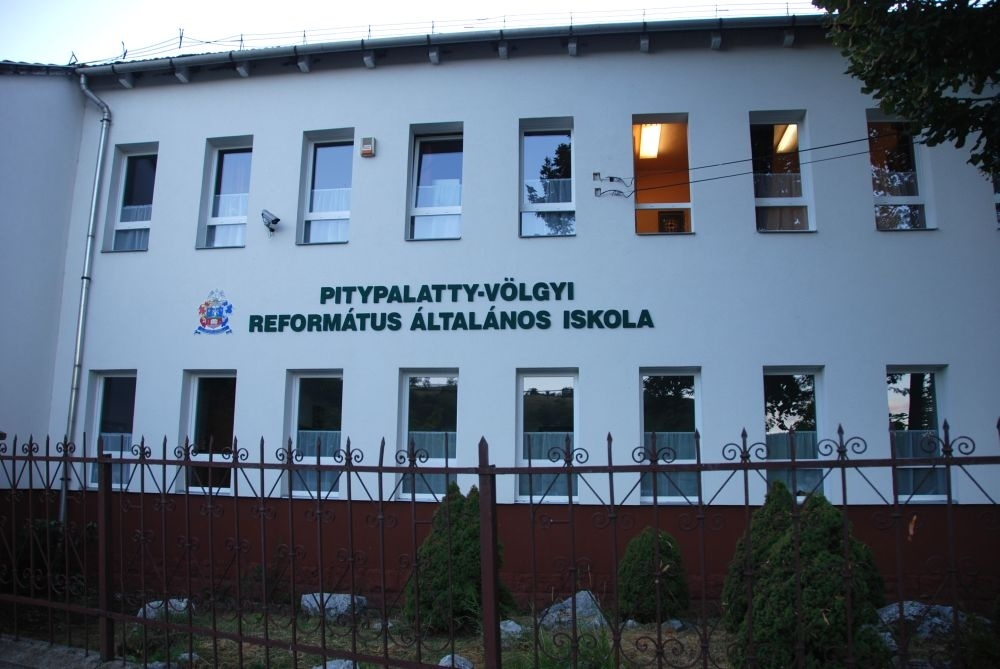 PITYPALATTY-VÖLGYI
REFORMÁTUS ÁLTALÁNOS ISKOLA